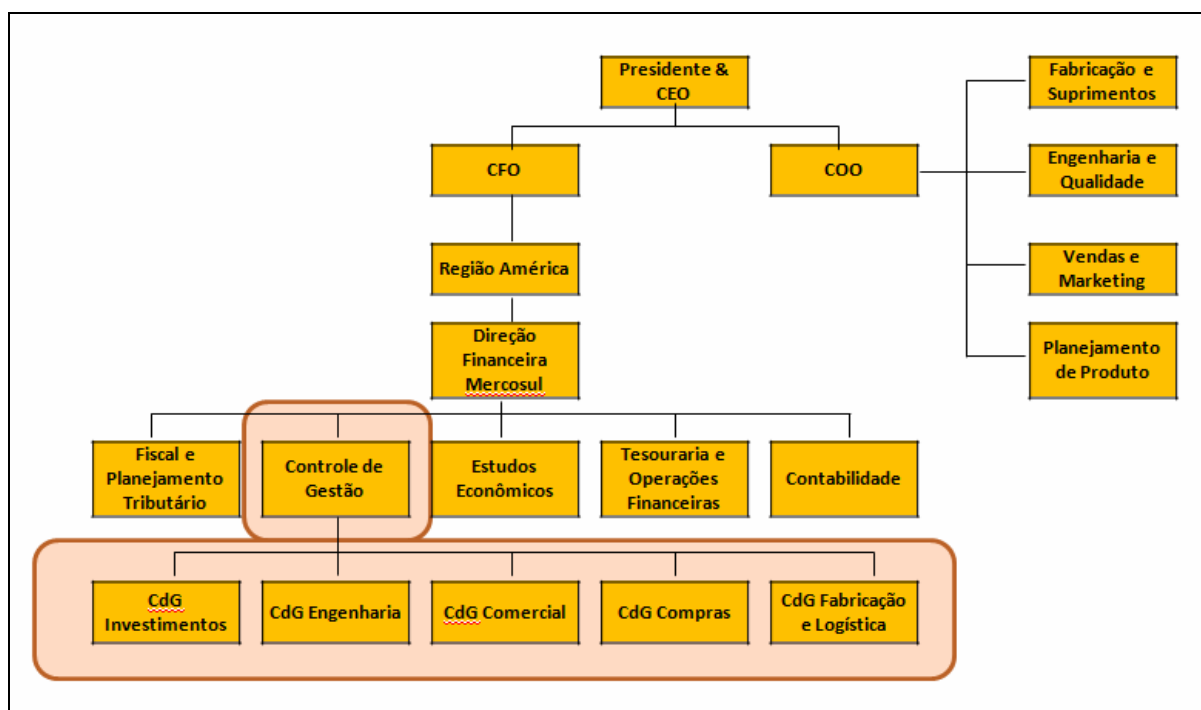 Presidente &
CEO
Fabricação e
Suprimentos
CFO
COO
Engenharia e
Qualidade
Região América
Vendas e
Marketing
Direção
Financeira
Mercosul
Planejamento
de Produto
Fiscal e
Planejamento
Tributário
Controle de
Gestão
Estudos
Econômicos
Tesouraria e
Operações
Financeiras
Contabilidade
CdG
Investimentos
CdG Engenharia
CdG Comercial
CdG Compras
CdG Fabricação
e Logística